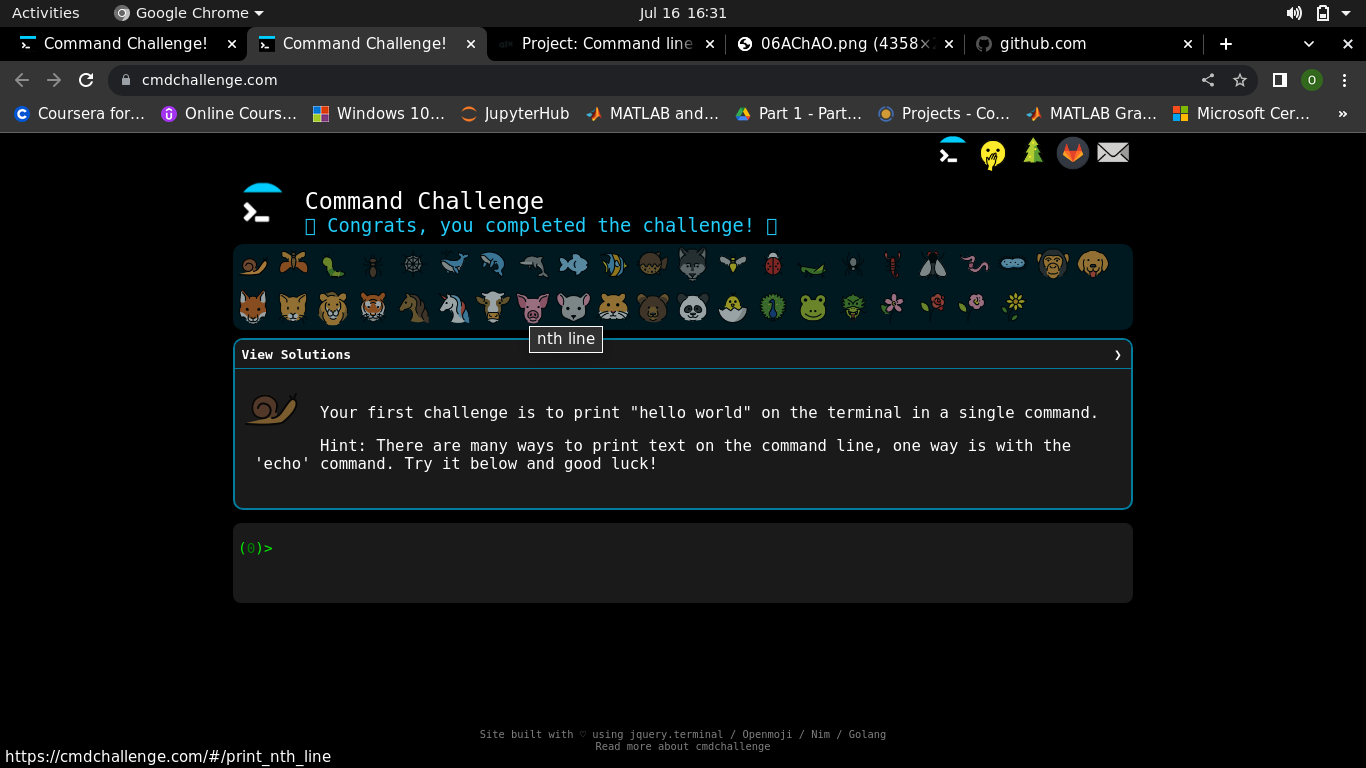 Activities Google Chrome Jul 16 16:31
Command Challenge! Command Challenge! Project: Command line 06AChAO.png (4358× github.com
cmdchallenge.com O
Coursera for... Online Cours... Windows 10... JupyterHub MATLAB and... Part 1 - Part... Projects - Co... MATLAB Gra... Microsoft Cer... »
Command Challenge
Congrats, you completed the challenge!
nth line
View Solutions
Your first challenge is to print "hello world" on the terminal in a single command.
Hint: There are many ways to print text on the command line, one way is with the
'echo' command. Try it below and good luck!
(0)>
Site built with ♡ using jquery.terminal / Openmoji / Nim / Golang
Read more about cmdchallenge
https://cmdchallenge.com/#/print_nth_line